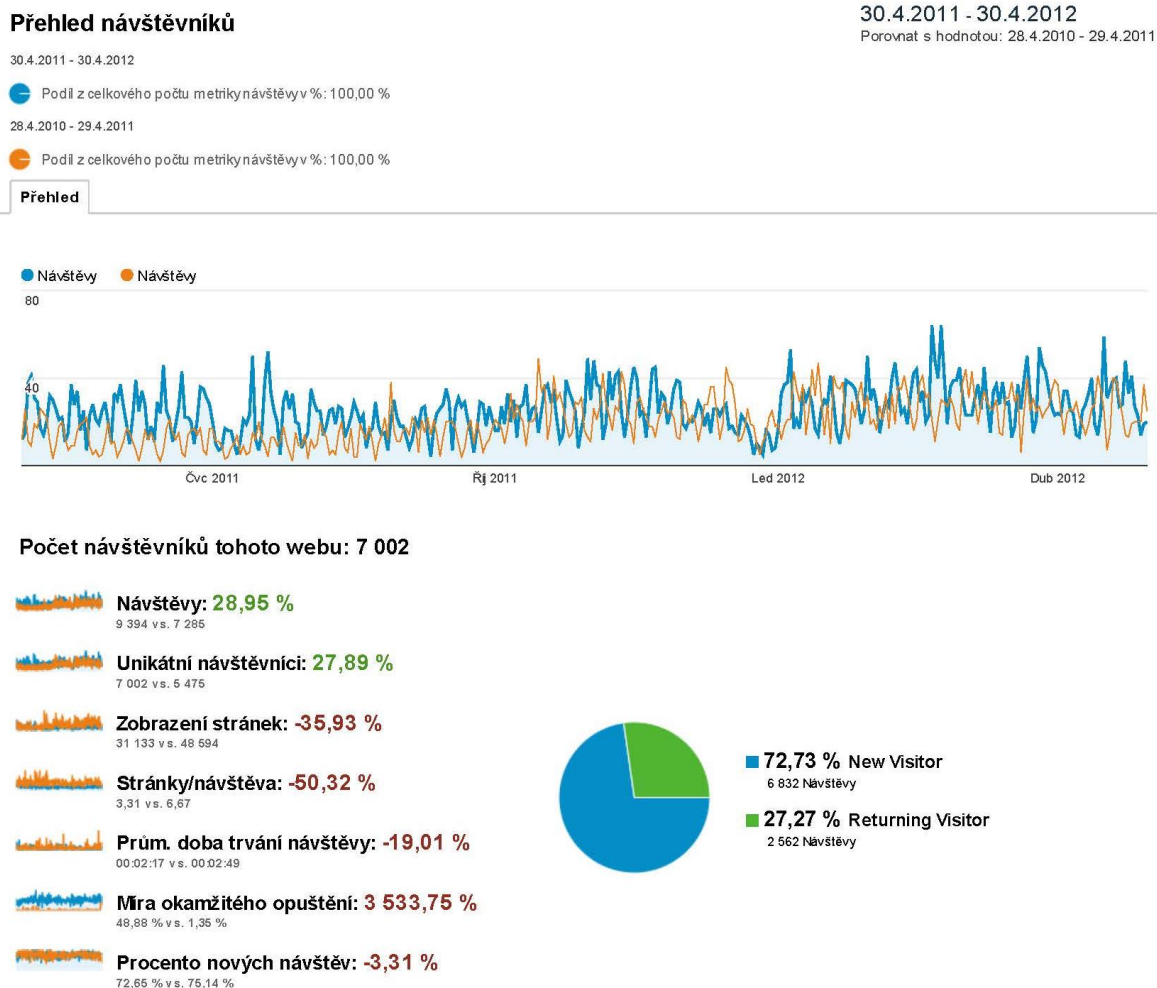 Přehled návštěvníků
30.4.2011 - 30.4.2012
Porovnat s hodnotou: 28.4.2010 - 29.4.2011
30.4.2011 - 30.4.2012
Podíl z celkového počtu metriky návštěvy v %: 100,00 %
28.4.2010 - 29.4.2011
Podíl z celkového počtu metriky návštěvy v %: 100,00 %
Přehled
Návštěvy Návštěvy
80
40
Čvc 2011 Říj 2011 Led 2012 Dub 2012
Počet návštěvníků tohoto webu: 7 002
Návštěvy: 28,95 %
9 394 vs. 7 285
Unikátní návštěvníci: 27,89 %
7 002 vs. 5 475
Zobrazení stránek: -35,93 %
31 133 vs. 48 594
Stránky/návštěva: -50,32 %
3,31 vs. 6,67
Prům. doba trvání návštěvy: -19,01 %
00:02:17 vs. 00:02:49
Míra okamžitého opuštění: 3 533,75 %
48,88 % vs. 1,35 %
Procento nových návštěv: -3,31 %
72,65 % vs. 75,14 %
72,73 % New Visitor
6 832 Návštěvy
27,27 % Returning Visitor
2 562 Návštěvy